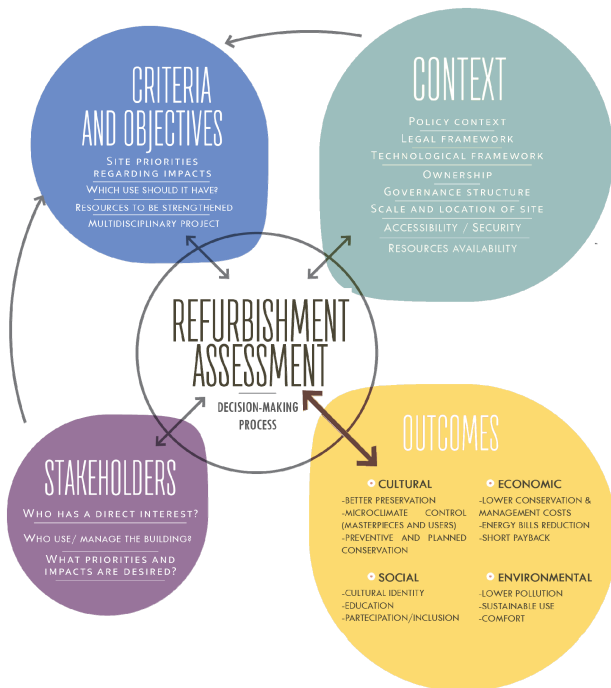 CRITERIA
AND OBJECTIVES
SITE PRIORITIES
REGARDING IMPACTS
WHICH USE SHOULD IT HAVE?
RESOURCES TO BE STRENGTHENED
MULTIDISCPLINARY PROJECT
CONTEXT
POLICY CONTEXT
LEGAL FRAMEWORK
TECHNOLOGICAL FRAMEWORK
OWNERSHIP
GOVERNANCE STRUCTURE
SCALE AND LOCATION OF SITE
ACCESSIBILITY / SECURITY
RESOURCES AVAILABILITY
REFURBISHMENT
ASSESSMENT
DECISION-MAKING
PROCESS
STAKEHOLDERS
WHO HAS A DIRECT INTEREST?
WHO USE/ MANAGE THE BUILDING?
WHAT PRIORITIES AND
IMPACTS ARE DESIRED?
OUTCOMES
CULTURAL
-BETTER PRESERVATION
-MICROCLIMATE CONTROL
(MASTERPIECES AND USERS)
-PREVENTIVE AND PLANNED
CONSERVATION
ECONOMIC
-LOWER CONSERVATION &
MANAGEMENT COSTS
-ENERGY BILLS REDUCTION
-SHORT PAYBACK
SOCIAL
-CULTURAL IDENTITY
-EDUCATION
-PARTECIPATION/INCLUSION
ENVIRONMENTAL
-LOWER POLLUTION
-SUSTAINABLE USE
-COMFORT